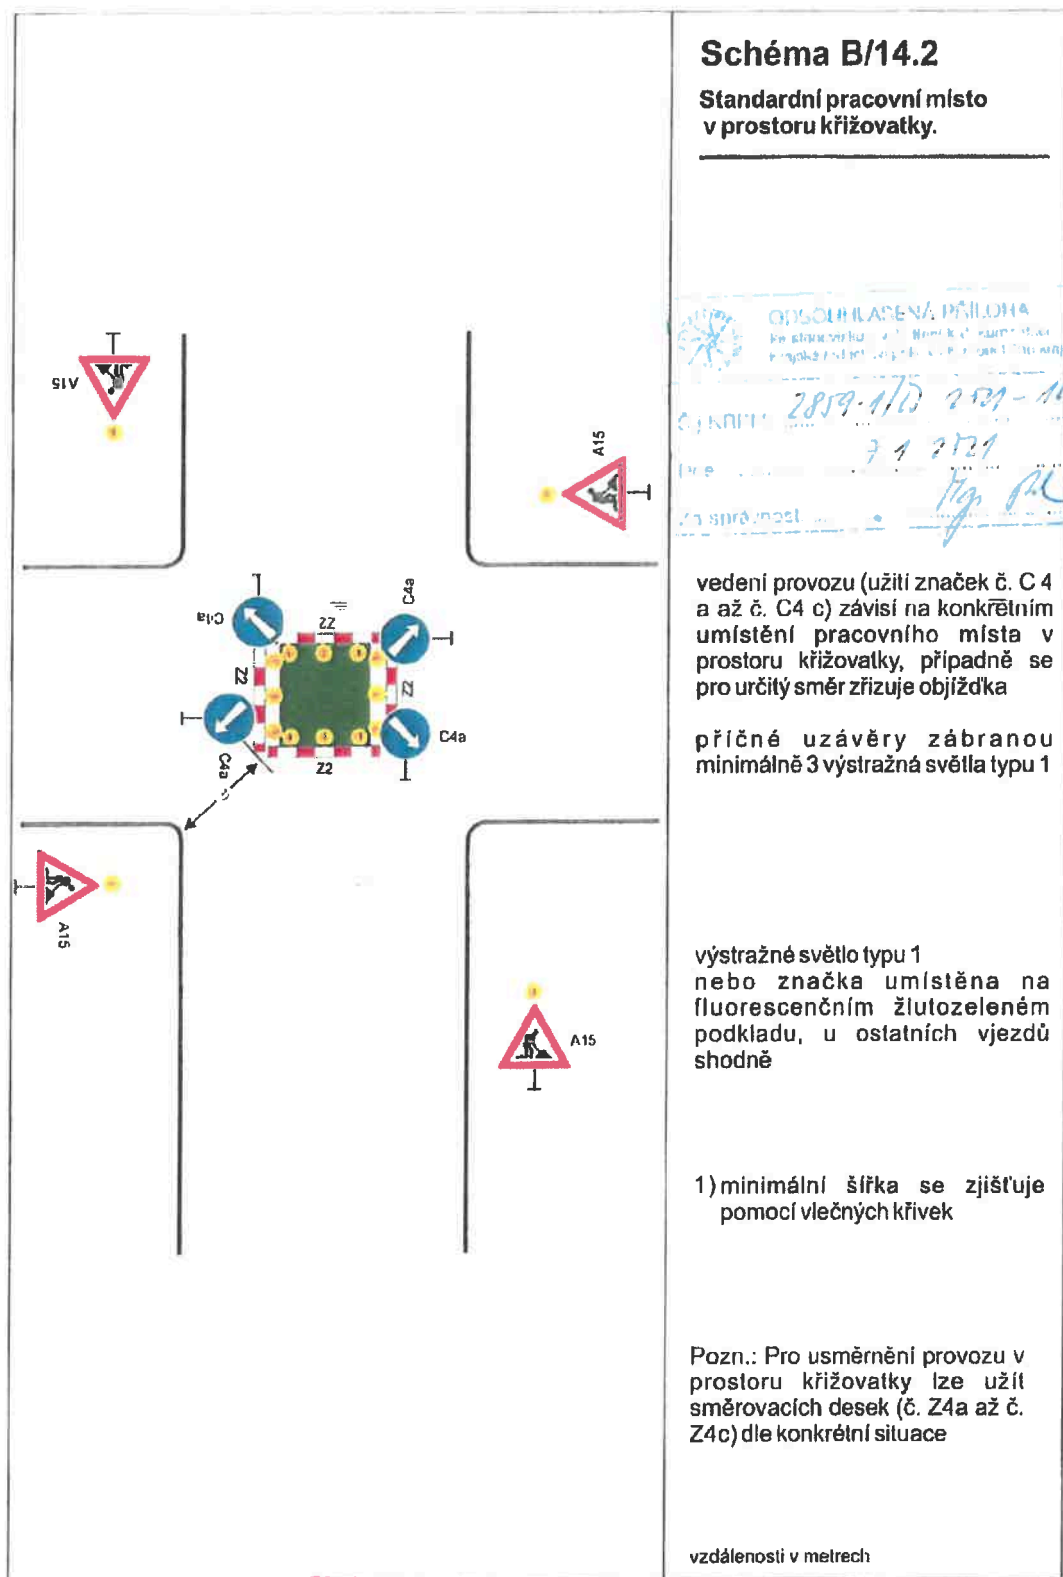 Schéma B/14.2
Standardní pracovní místo
v prostoru křižovatky.
ODSOUHLASENÁ PŘÍLOHA
A15
A15
C4a
Z2
C4a
Z2
Z2
C4a
Z2
C4a
A15
A15
vedení provozu (užití značek č. C 4
a až č. C4 c) závisí na konkrétním
umístění pracovního místa v
prostoru křižovatky, případně se
pro určitý směr zřizuje objížďka
příčné uzávěry zábranou
minimálně 3 výstražná světla typu 1
výstražné světlo typu 1
nebo značka umístěna na
fluorescenčním žlutozeleném
podkladu, u ostatních vjezdů
shodně
1) minimální šířka se zjišťuje
pomocí vlečných křivek
Pozn.: Pro usměrnění provozu v
prostoru křižovatky lze užít
směrovacích desek (č. Z4a až č.
Z4c) dle konkrétní situace
vzdálenosti v metrech